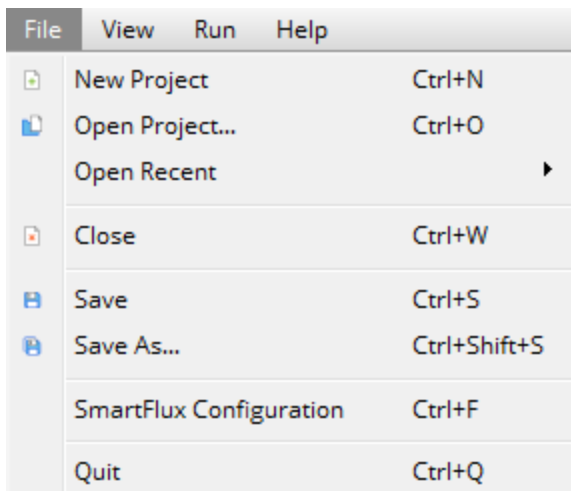 File View Run Help
New Project Ctrl+N
Open Project... Ctrl+O
Open Recent
Close Ctrl+W
Save Ctrl+S
Save As... Ctrl+Shift+S
SmartFlux Configuration Ctrl+F
Quit Ctrl+Q